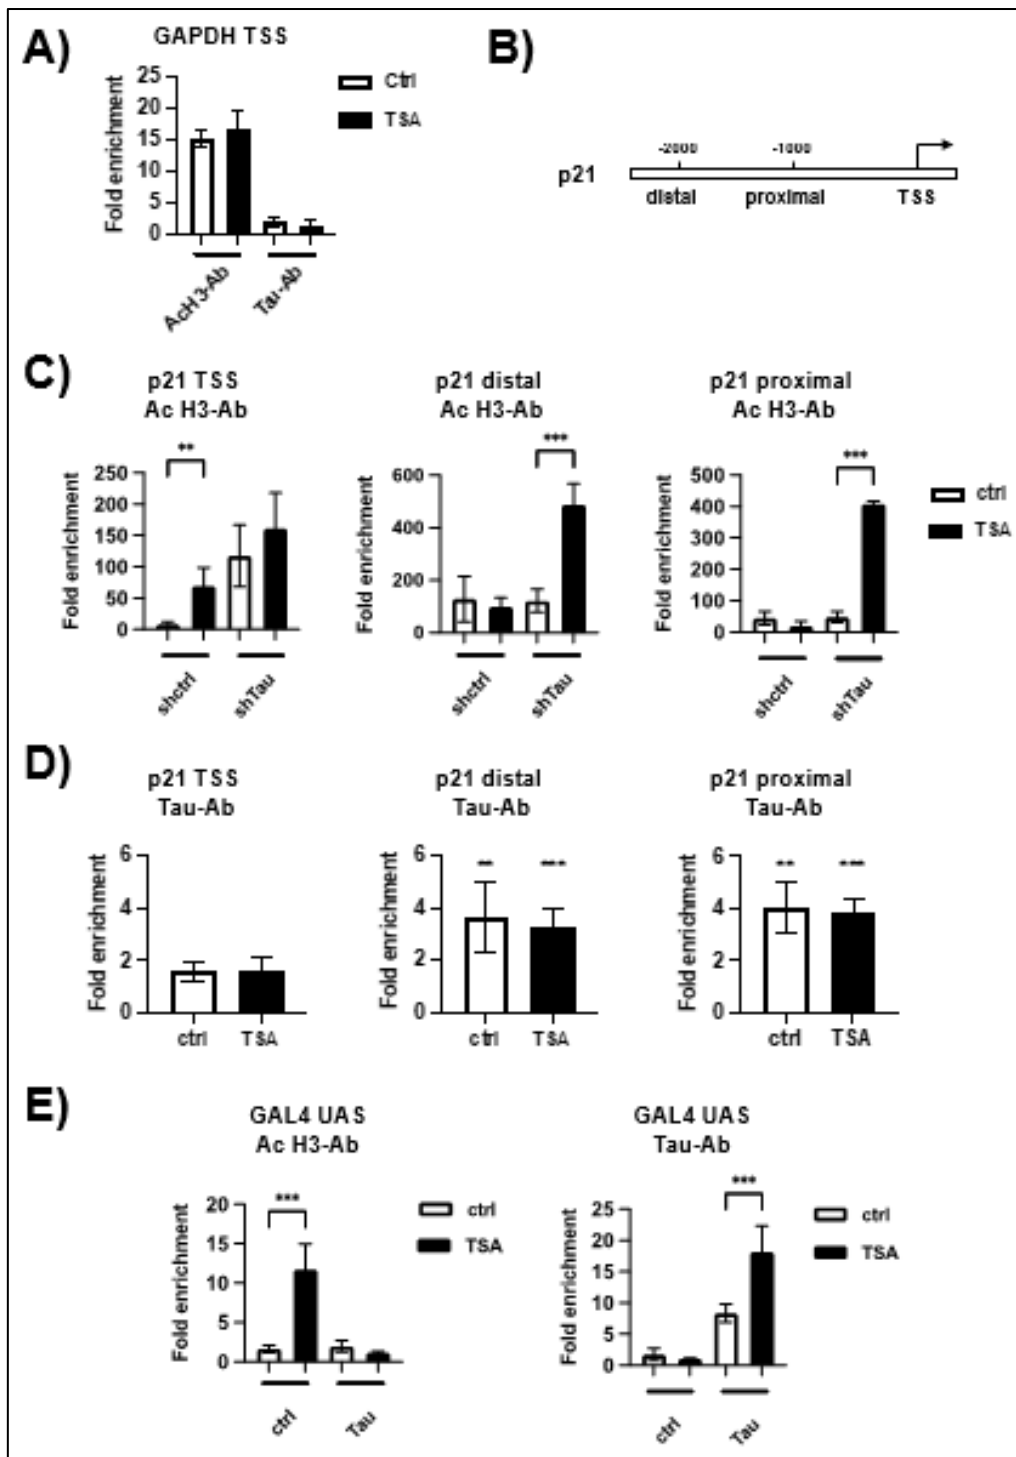 A)
GAPDH TSS
Fold enrichment
25
20
15
10
5
0
Ctrl
TSA
AcH3-Ab
Tau-Ab
B)
-2000
-1000
p21
distal
proximal
TSS
C)
p21 TSS
Ac H3-Ab
**
Fold enrichment
250
200
150
100
50
0
shctrl
shTau
p21 distal
Ac H3-Ab
***
Fold enrichment
600
400
200
0
shctrl
shTau
p21 proximal
Ac H3-Ab
***
Fold enrichment
500
400
300
200
100
0
shctrl
shTau
ctrl
TSA
D)
p21 TSS
Tau-Ab
Fold enrichment
6
4
2
0
ctrl
TSA
p21 distal
Tau-Ab
**
***
Fold enrichment
6
4
2
0
ctrl
TSA
p21 proximal
Tau-Ab
**
***
Fold enrichment
6
4
2
0
ctrl
TSA
E)
GAL4 UAS
Ac H3-Ab
***
Fold enrichment
20
15
10
5
0
ctrl
TSA
ctrl
Tau
GAL4 UAS
Tau-Ab
***
Fold enrichment
25
20
15
10
5
0
ctrl
TSA
ctrl
Tau